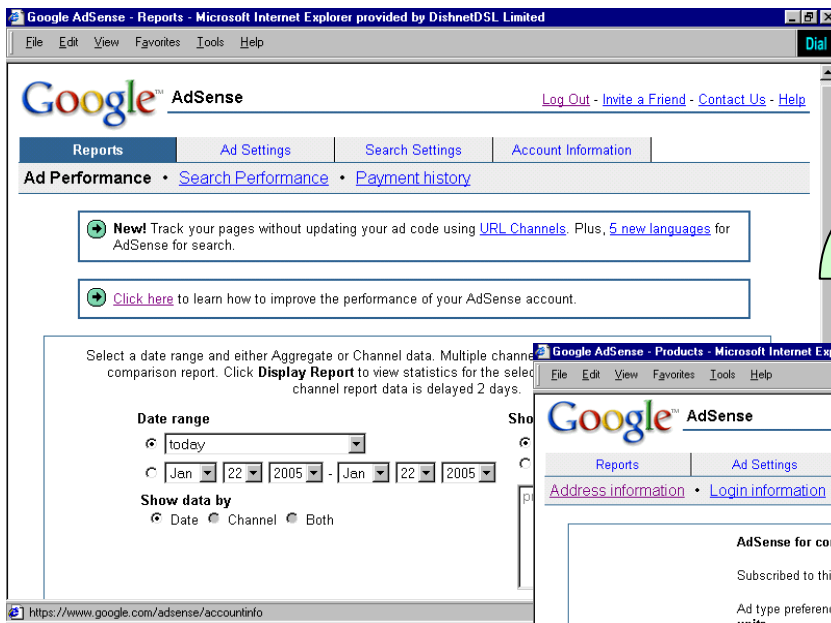 Google AdSense - Reports - Microsoft Internet Explorer provided by DishnetDSL Limited
File Edit View Favorites Tools Help
Dial
Google™ AdSense
Log Out - Invite a Friend - Contact Us - Help
Reports Ad Settings Search Settings Account Information
Ad Performance • Search Performance • Payment history
New! Track your pages without updating your ad code using URL Channels. Plus, 5 new languages for
AdSense for search.
Click here to learn how to improve the performance of your AdSense account.
Select a date range and either Aggregate or Channel data. Multiple channe
comparison report. Click Display Report to view statistics for the selec
channel report data is delayed 2 days.
Date range
Sho
today
Jan 22 2005 - Jan 22 2005
Show data by
Date Channel Both
https://www.google.com/adsense/accountinfo
Google AdSense - Products - Microsoft Internet Exp
File Edit View Favorites Tools Help
Google™ AdSense
Reports Ad Settings
Address information • Login information
AdSense for co
Subscribed to thi
Ad type preferenc
units